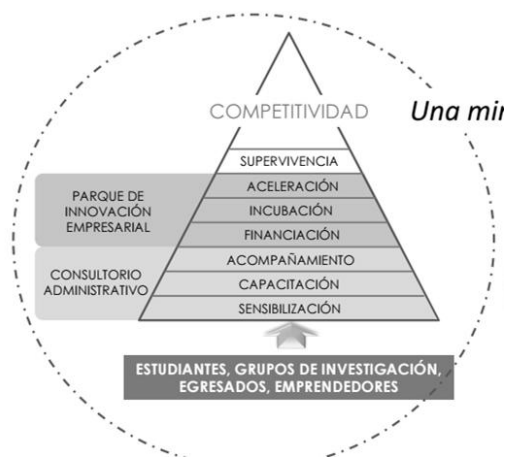 COMPETITIVIDAD
Una
SUPERVIVENCIA
PARQUE DE
INNOVACIÓN
EMPRESARIAL
ACELERACIÓN
INCUBACIÓN
FINANCIACIÓN
CONSULTORIO
ADMINISTRATIVO
ACOMPAÑAMIENTO
CAPACITACIÓN
SENSIBILIZACIÓN
ESTUDIANTES, GRUPOS DE INVESTIGACIÓN,
EGRESADOS, EMPRENDEDORES